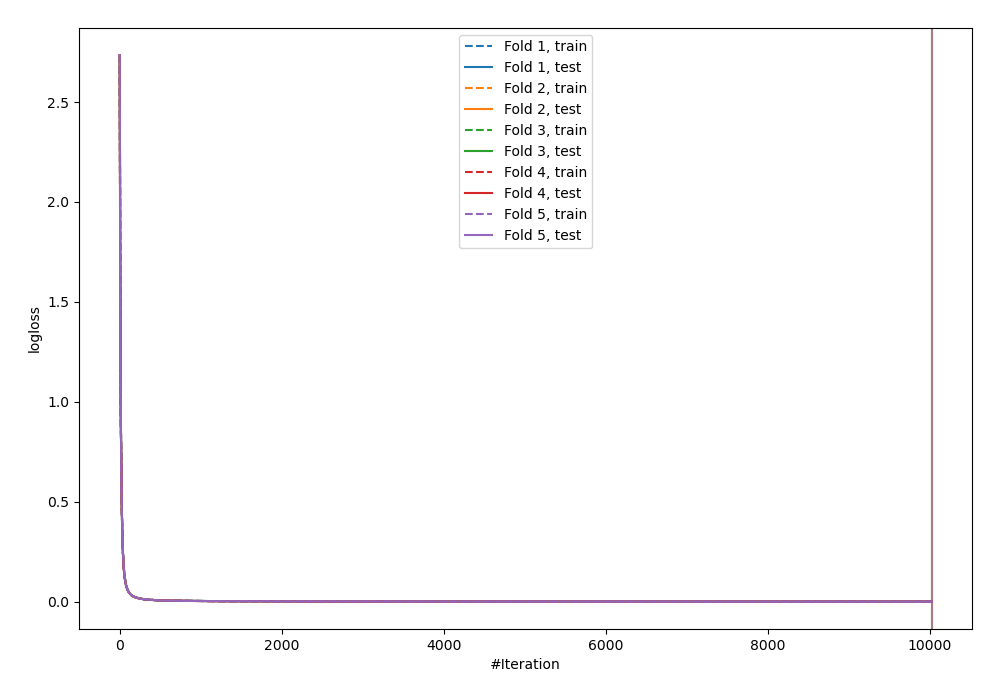 Fold 1, train
Fold 1, test
Fold 2, train
Fold 2, test
Fold 3, train
Fold 3, test
Fold 4, train
Fold 4, test
Fold 5, train
Fold 5, test
logloss
2.5
2.0
1.5
1.0
0.5
0.0
0 2000 4000 6000 8000 10000
#Iteration